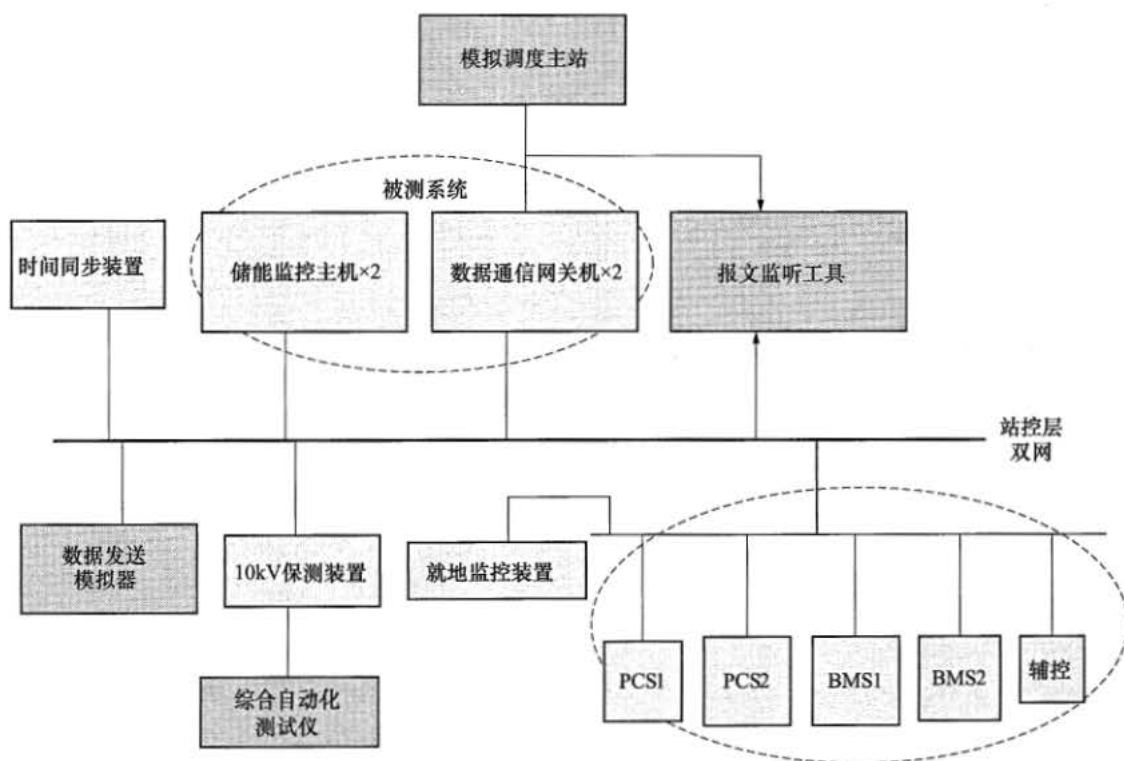 模拟调度主站
被测系统
时间同步装置
储能监控主机×2
数据通信网关机×2
报文监听工具
站控层
双网
数据发送
模拟器
10kV保测装置
就地监控装置
综合自动化
测试仪
PCS1
PCS2
BMS1
BMS2
辅控